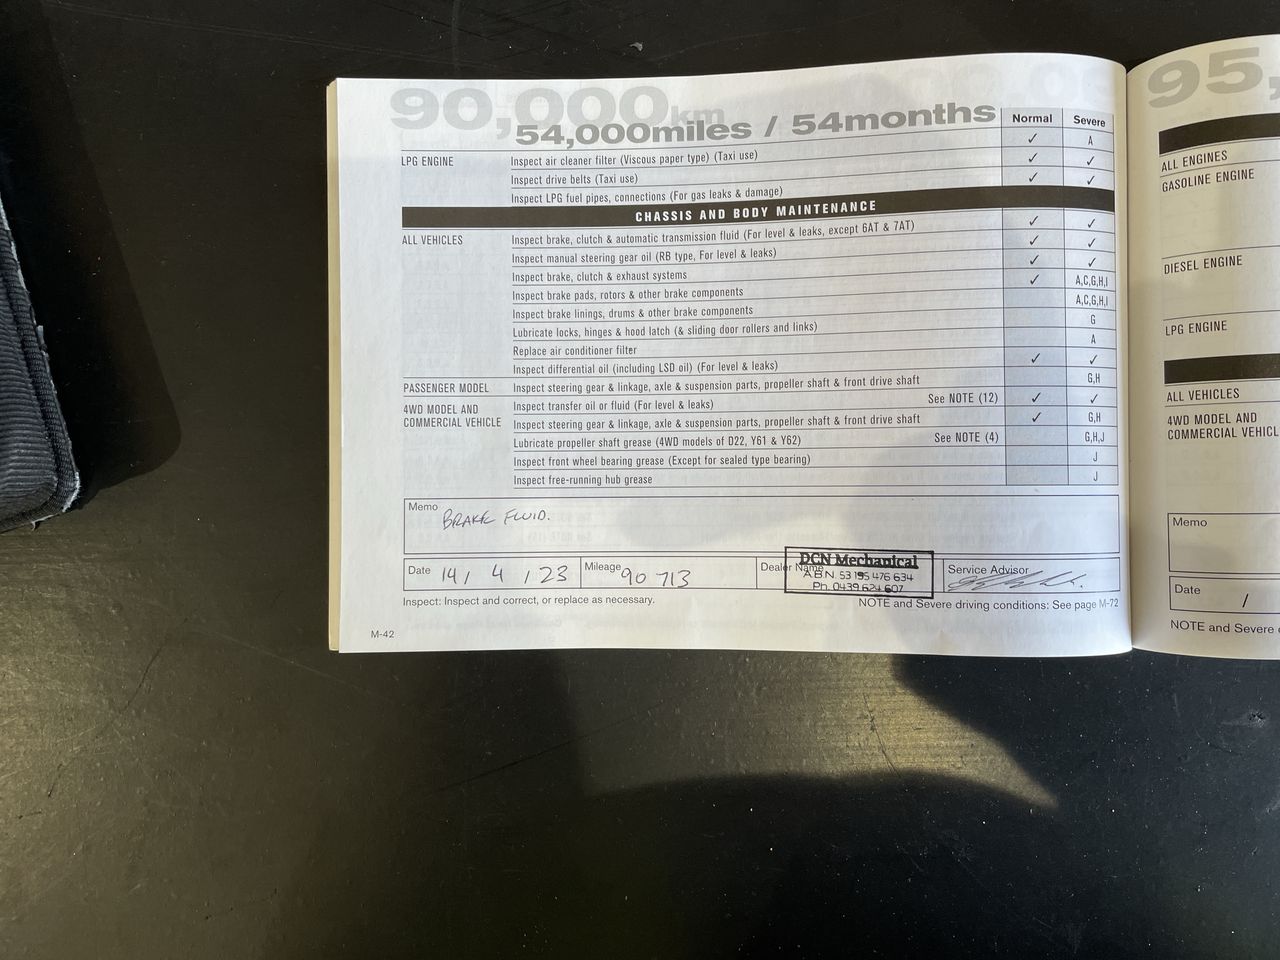 90,000km
54,000miles / 54months
Normal Severe
✓ A
LPG ENGINE Inspect air cleaner filter (Viscous paper type) (Taxi use) ✓ ✓
Inspect drive belts (Taxi use) ✓ ✓
Inspect LPG fuel pipes, connections (For gas leaks & damage)
CHASSIS AND BODY MAINTENANCE
ALL VEHICLES Inspect brake, clutch & automatic transmission fluid (For level & leaks, except 6AT & 7AT) ✓ ✓
Inspect manual steering gear oil (RB type, For level & leaks) ✓ ✓
Inspect brake, clutch & exhaust systems ✓ ✓
Inspect brake pads, rotors & other brake components ✓ A,C,G,H,I
Inspect brake linings, drums & other brake components A,C,G,H,I
Lubricate locks, hinges & hood latch (& sliding door rollers and links) G
Replace air conditioner filter A
Inspect differential oil (including LSD oil) (For level & leaks) ✓ ✓
PASSENGER MODEL Inspect steering gear & linkage, axle & suspension parts, propeller shaft & front drive shaft G,H
4WD MODEL AND Inspect transfer oil or fluid (For level & leaks) See NOTE (12) ✓ ✓
COMMERCIAL VEHICLE Inspect steering gear & linkage, axle & suspension parts, propeller shaft & front drive shaft ✓ G,H
Lubricate propeller shaft grease (4WD models of D22, Y61 & Y62) See NOTE (4) G,H,J
Inspect front wheel bearing grease (Except for sealed type bearing) J
Inspect free-running hub grease J
Memo
BRAKE FLUID.
Date 14 / 4 / 23 Mileage 90 713 Dealer Name Service Advisor
DCN Mechanical
A B N 53 195 476 634
Ph. 0439 624 607
Inspect: Inspect and correct, or replace as necessary. NOTE and Severe driving conditions: See page M-72
M-42
95,
ALL ENGINES
GASOLINE ENGINE
DIESEL ENGINE
LPG ENGINE
ALL VEHICLES
4WD MODEL AND
COMMERCIAL VEHICL
Memo
Date /
NOTE and Severe